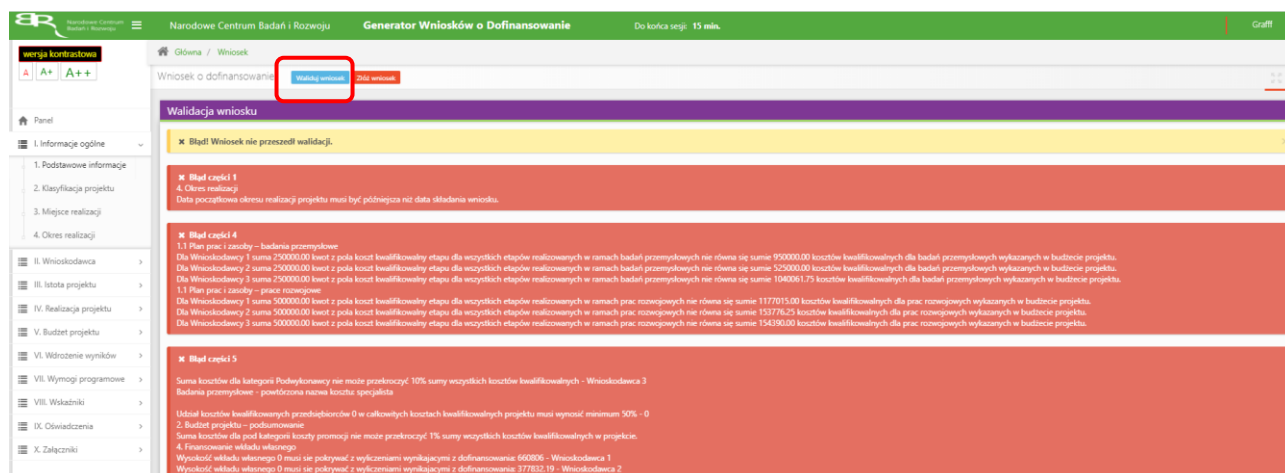 Narodowe Centrum
Badań i Rozwoju
Narodowe Centrum Badań i Rozwoju Generator Wniosków o Dofinansowanie Do końca sesji: 15 min. Grafff
wersja kontrastowa
A A+ A++
Główna / Wniosek
Wniosek o dofinansowanie Waliduj wniosek Złóż wniosek
Panel
I. Informacje ogólne
1. Podstawowe informacje
2. Klasyfikacja projektu
3. Miejsce realizacji
4. Okres realizacji
II. Wnioskodawca
III. Istota projektu
IV. Realizacja projektu
V. Budżet projektu
VI. Wdrożenie wyników
VII. Wymogi programowe
VIII. Wskaźniki
IX. Oświadczenia
X. Załączniki
Walidacja wniosku
✖ Błąd! Wniosek nie przeszedł walidacji.
✖ Błąd części 1
4. Okres realizacji
Data początkowa okresu realizacji projektu musi być późniejsza niż data składania wniosku.
✖ Błąd części 4
1.1 Plan prac i zasoby – badania przemysłowe
Dla Wnioskodawcy 1 suma 250000.00 kwot z pola koszt kwalifikowalny etapu dla wszystkich etapów realizowanych w ramach badań przemysłowych nie równa się sumie 950000.00 kosztów kwalifikowalnych dla badań przemysłowych wykazanych w budżecie projektu.
Dla Wnioskodawcy 2 suma 250000.00 kwot z pola koszt kwalifikowalny etapu dla wszystkich etapów realizowanych w ramach badań przemysłowych nie równa się sumie 525000.00 kosztów kwalifikowalnych dla badań przemysłowych wykazanych w budżecie projektu.
Dla Wnioskodawcy 3 suma 250000.00 kwot z pola koszt kwalifikowalny etapu dla wszystkich etapów realizowanych w ramach badań przemysłowych nie równa się sumie 1040061.75 kosztów kwalifikowalnych dla badań przemysłowych wykazanych w budżecie projektu.
1.1 Plan prac i zasoby – prace rozwojowe
Dla Wnioskodawcy 1 suma 500000.00 kwot z pola koszt kwalifikowalny etapu dla wszystkich etapów realizowanych w ramach prac rozwojowych nie równa się sumie 1177015.00 kosztów kwalifikowalnych dla prac rozwojowych wykazanych w budżecie projektu.
Dla Wnioskodawcy 2 suma 500000.00 kwot z pola koszt kwalifikowalny etapu dla wszystkich etapów realizowanych w ramach prac rozwojowych nie równa się sumie 153776.25 kosztów kwalifikowalnych dla prac rozwojowych wykazanych w budżecie projektu.
Dla Wnioskodawcy 3 suma 500000.00 kwot z pola koszt kwalifikowalny etapu dla wszystkich etapów realizowanych w ramach prac rozwojowych nie równa się sumie 154390.00 kosztów kwalifikowalnych dla prac rozwojowych wykazanych w budżecie projektu.
✖ Błąd części 5
Suma kosztów dla kategorii Podwykonawcy nie może przekroczyć 10% sumy wszystkich kosztów kwalifikowalnych - Wnioskodawca 3
Badania przemysłowe - powtórzona nazwa kosztu: specjalista
Udział kosztów kwalifikowanych przedsiębiorców 0 w całkowitych kosztach kwalifikowalnych projektu musi wynosić minimum 50% - 0
2. Budżet projektu – podsumowanie
Suma kosztów dla pod kategorii koszty promocji nie może przekroczyć 1% sumy wszystkich kosztów kwalifikowalnych w projekcie.
4. Finansowanie wkładu własnego
Wysokość wkładu własnego 0 musi sie pokrywać z wyliczeniami wynikającymi z dofinansowania: 660806 - Wnioskodawca 1
Wysokość wkładu własnego 0 musi sie pokrywać z wyliczeniami wynikającymi z dofinansowania: 377832.19 - Wnioskodawca 2